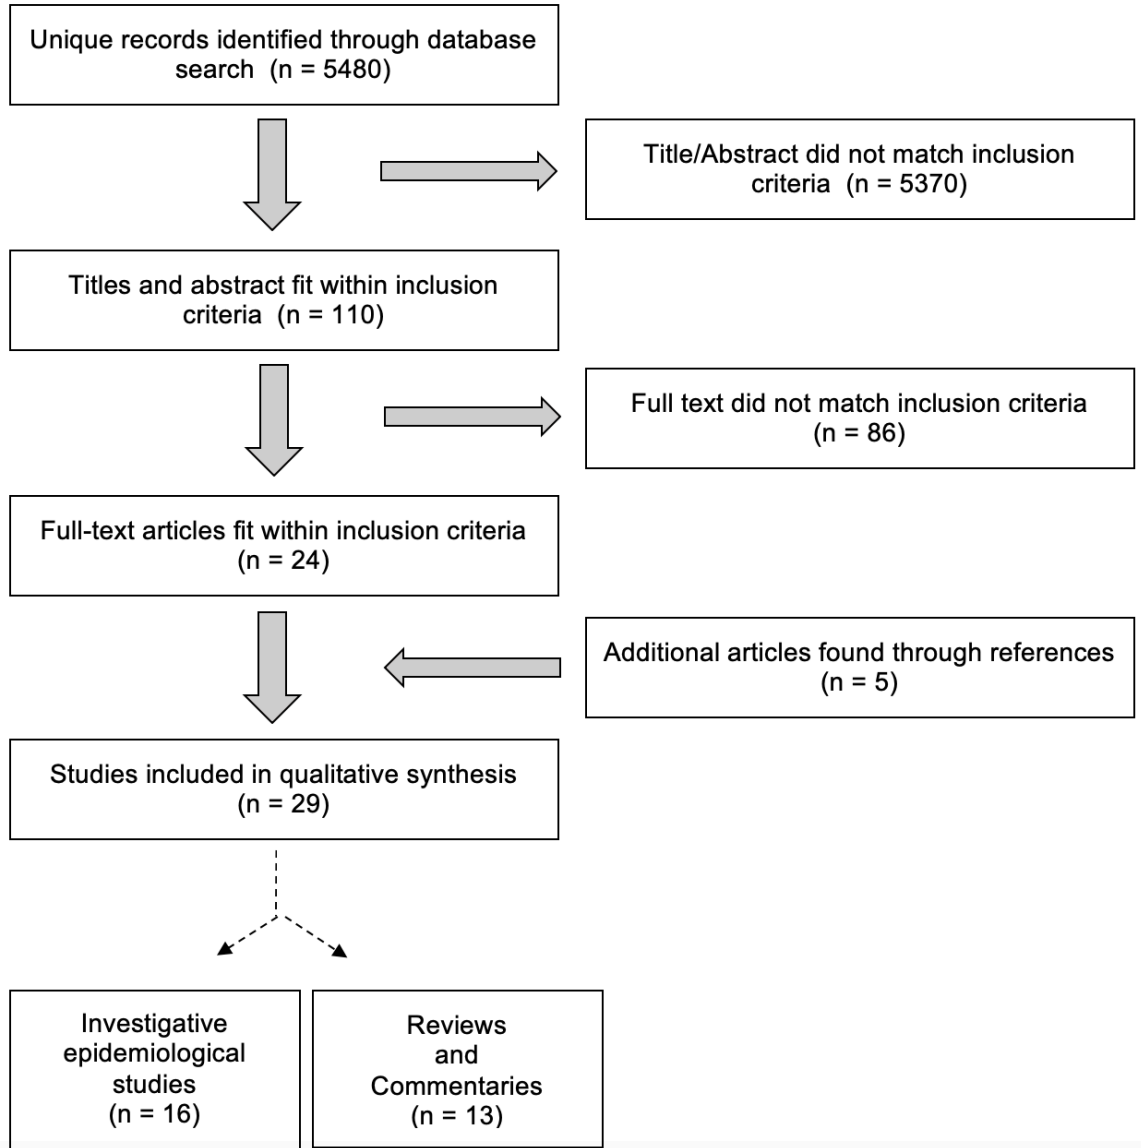 Unique records identified through database
search (n = 5480)
Title/Abstract did not match inclusion
criteria (n = 5370)
Titles and abstract fit within inclusion
criteria (n = 110)
Full text did not match inclusion criteria
(n = 86)
Full-text articles fit within inclusion criteria
(n = 24)
Additional articles found through references
(n = 5)
Studies included in qualitative synthesis
(n = 29)
Investigative
epidemiological
studies
(n = 16)
Reviews
and
Commentaries
(n = 13)